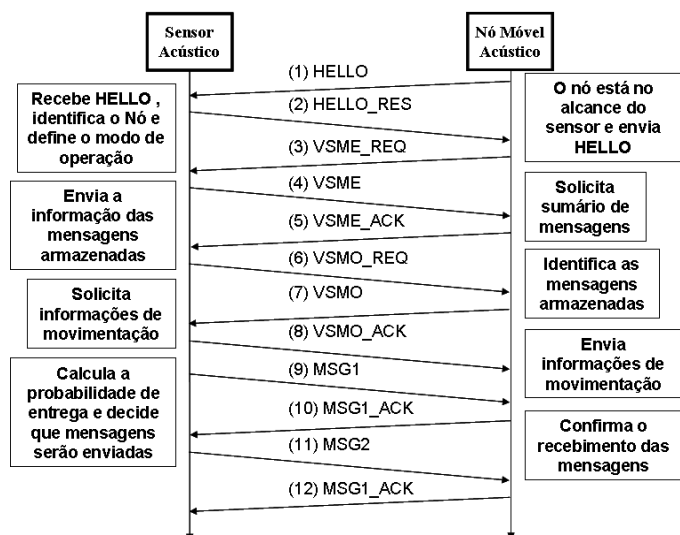 Sensor
Acústico
Nó Móvel
Acústico
(1) HELLO
Recebe HELLO ,
identifica o Nó e
define o modo de
operação
(2) HELLO_RES
O nó está no
alcance do
sensor e envia
HELLO
(3) VSME_REQ
(4) VSME
Envia a
informação das
mensagens
armazenadas
Solicita
sumário de
mensagens
(5) VSME_ACK
(6) VSMO_REQ
Identifica as
mensagens
armazenadas
(7) VSMO
Solicita
informações de
movimentação
(8) VSMO_ACK
Envia
informações de
movimentação
(9) MSG1
Calcula a
probabilidade de
entrega e decide
que mensagens
serão enviadas
(10) MSG1_ACK
Confirma o
recebimento das
mensagens
(11) MSG2
(12) MSG1_ACK